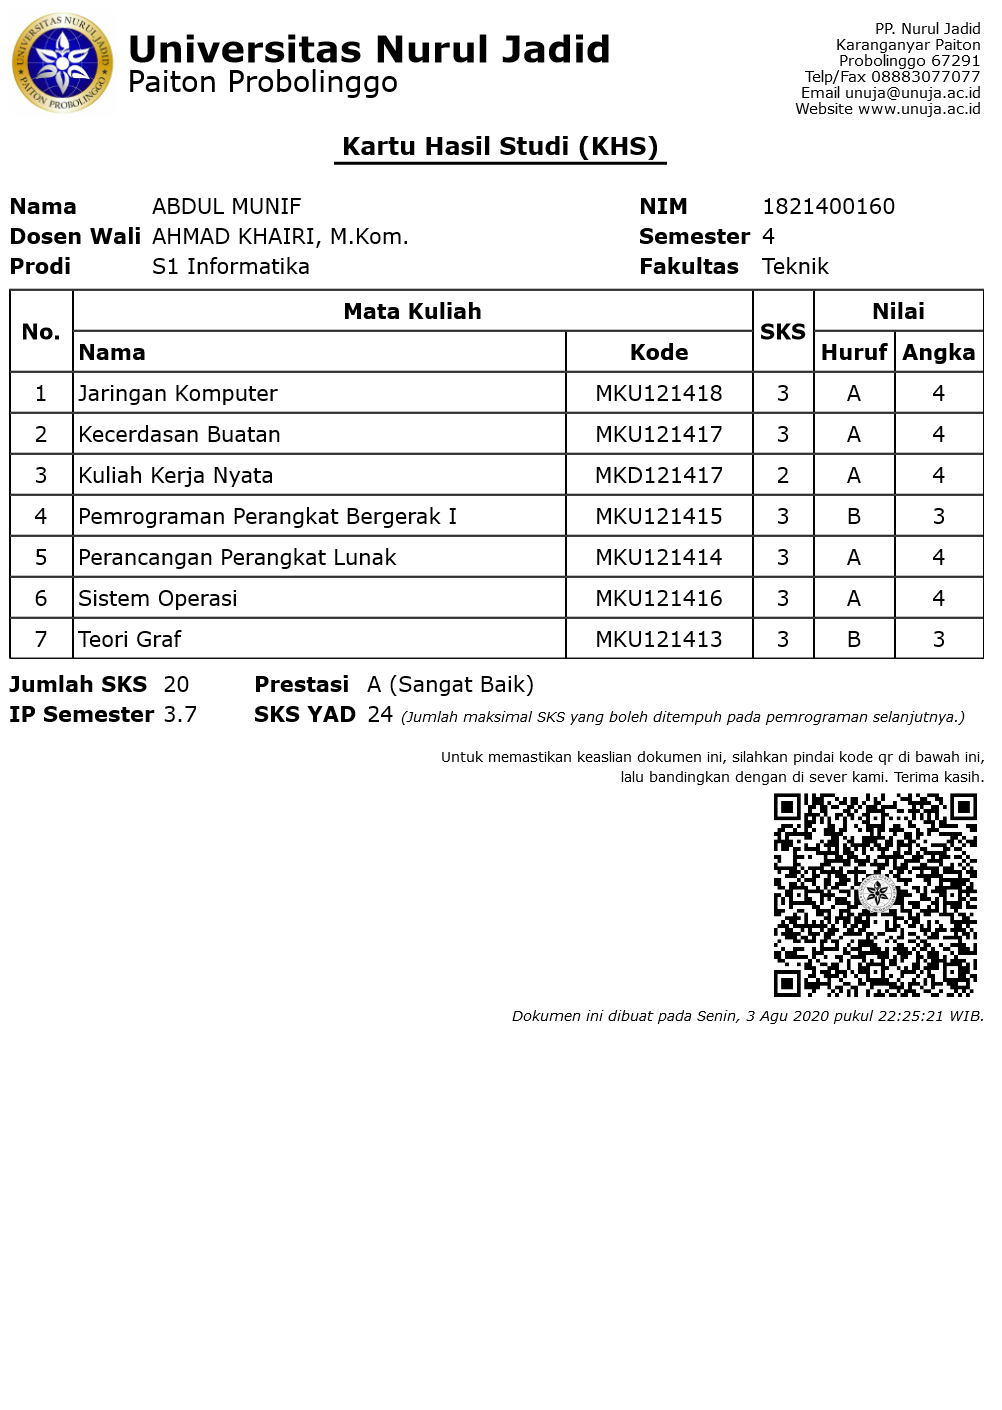 UNIVERSITAS NURUL JADID
PAITON PROBOLINGGO
Universitas Nurul Jadid
Paiton Probolinggo
PP. Nurul Jadid
Karanganyar Paiton
Probolinggo 67291
Telp/Fax 08883077077
Email unuja@unuja.ac.id
Website www.unuja.ac.id
Kartu Hasil Studi (KHS)
Nama ABDUL MUNIF NIM 1821400160
Dosen Wali AHMAD KHAIRI, M.Kom. Semester 4
Prodi S1 Informatika Fakultas Teknik
No. Mata Kuliah SKS Nilai
Nama Kode Huruf Angka
1 Jaringan Komputer MKU121418 3 A 4
2 Kecerdasan Buatan MKU121417 3 A 4
3 Kuliah Kerja Nyata MKD121417 2 A 4
4 Pemrograman Perangkat Bergerak I MKU121415 3 B 3
5 Perancangan Perangkat Lunak MKU121414 3 A 4
6 Sistem Operasi MKU121416 3 A 4
7 Teori Graf MKU121413 3 B 3
Jumlah SKS 20 Prestasi A (Sangat Baik)
IP Semester 3.7 SKS YAD 24 (Jumlah maksimal SKS yang boleh ditempuh pada pemrograman selanjutnya.)
Untuk memastikan keaslian dokumen ini, silahkan pindai kode qr di bawah ini,
lalu bandingkan dengan di sever kami. Terima kasih.
Dokumen ini dibuat pada Senin, 3 Agu 2020 pukul 22:25:21 WIB.